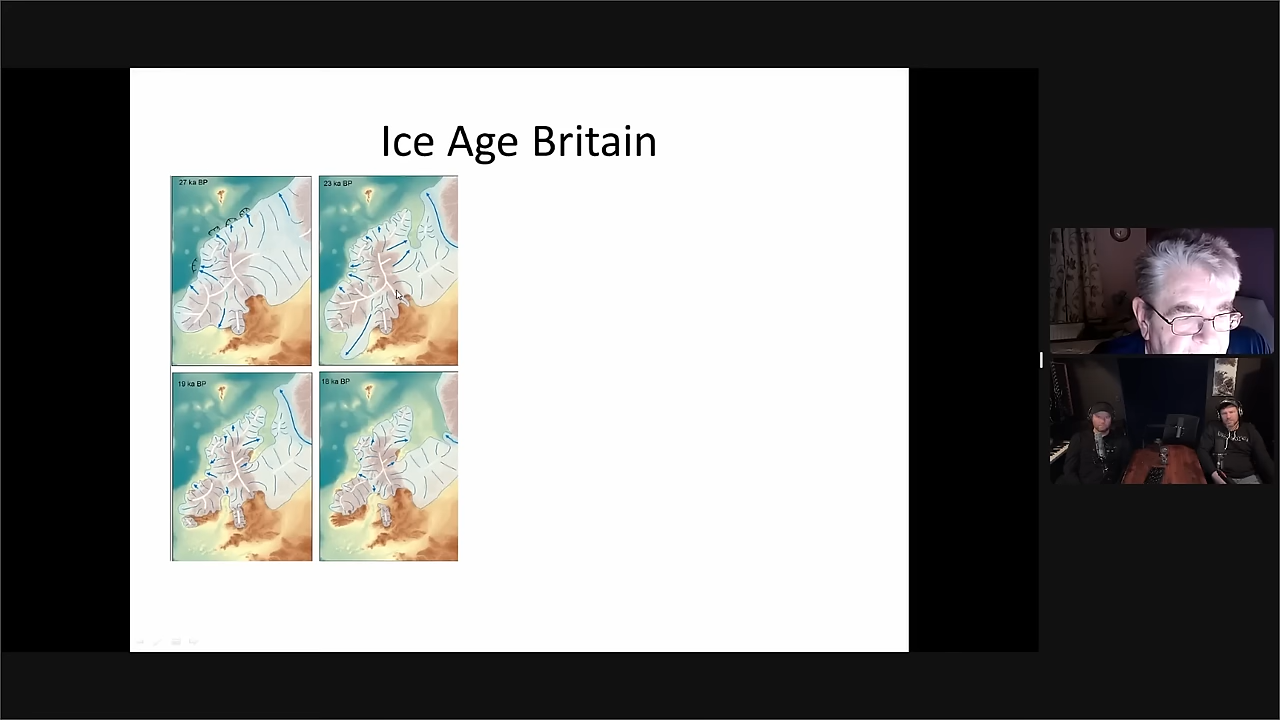 Ice Age Britain
27 ka BP
23 ka BP
19 ka BP
18 ka BP